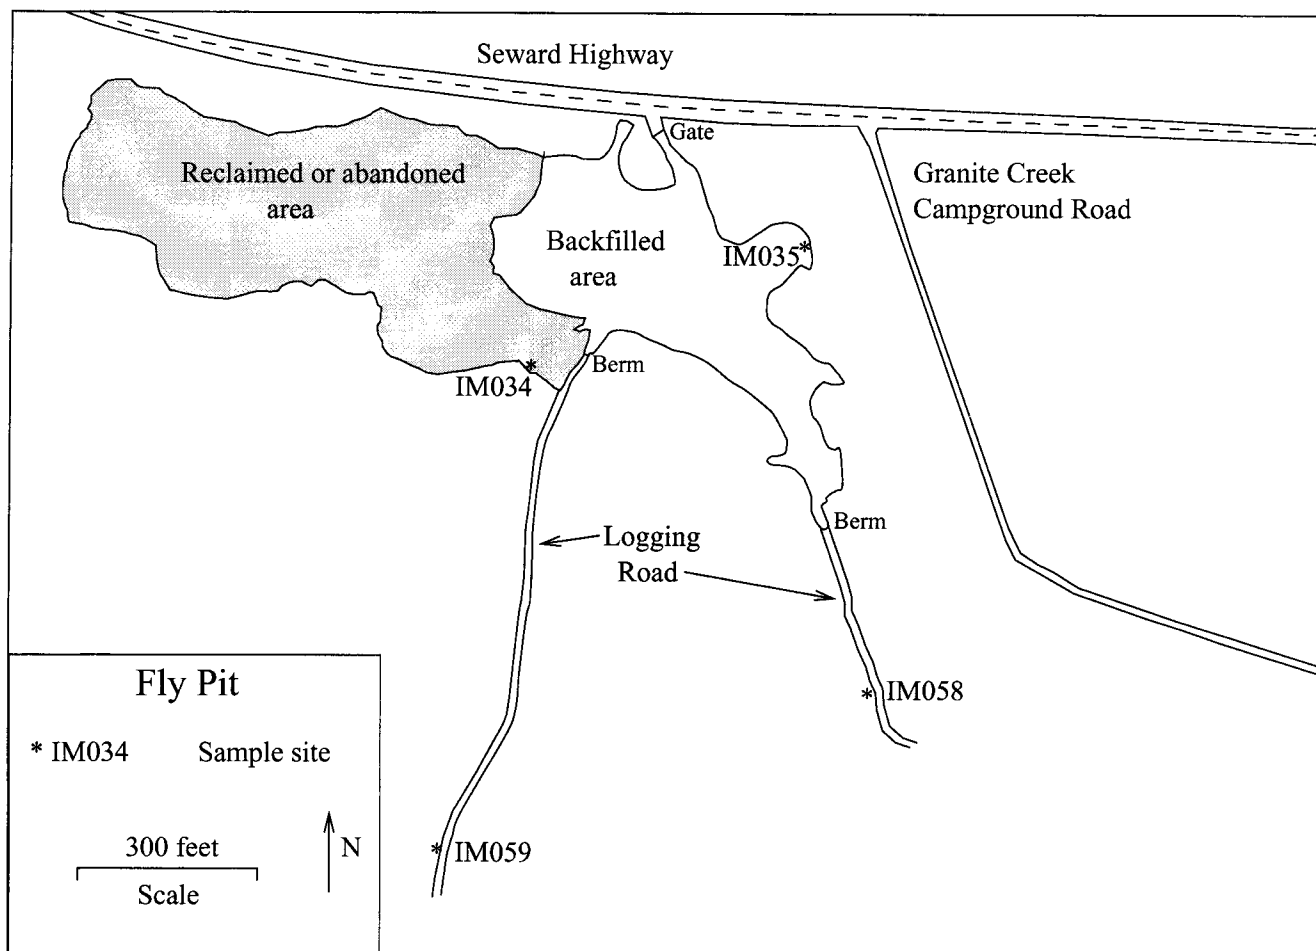 Seward Highway
Gate
Reclaimed or abandoned
area
Granite Creek
Campground Road
Backfilled
area
IM035*
Berm
*
IM034
Berm
Logging
Road
* IM058
* IM059
Fly Pit
* IM034 Sample site
300 feet
Scale
N